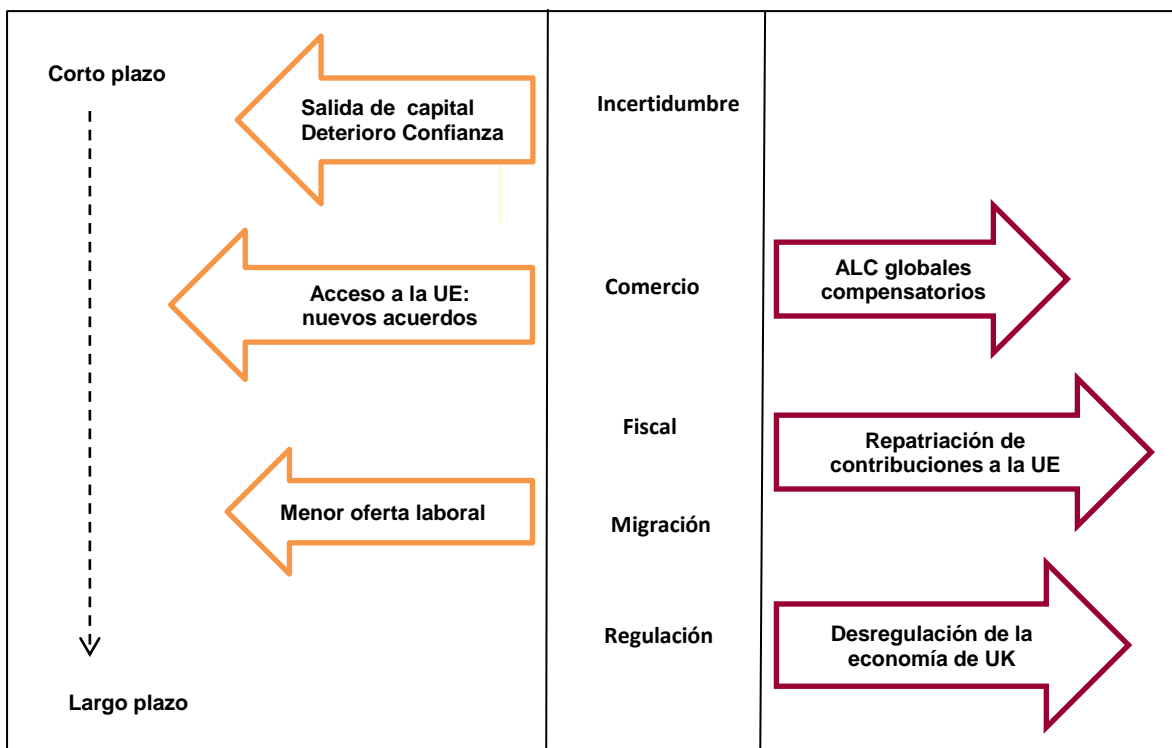 Corto plazo
Salida de capital
Deterioro Confianza
Incertidumbre
Acceso a la UE:
nuevos acuerdos
Comercio
ALC globales
compensatorios
Fiscal
Repatriación de
contribuciones a la UE
Menor oferta laboral
Migración
Regulación
Desregulación de la
economía de UK
Largo plazo